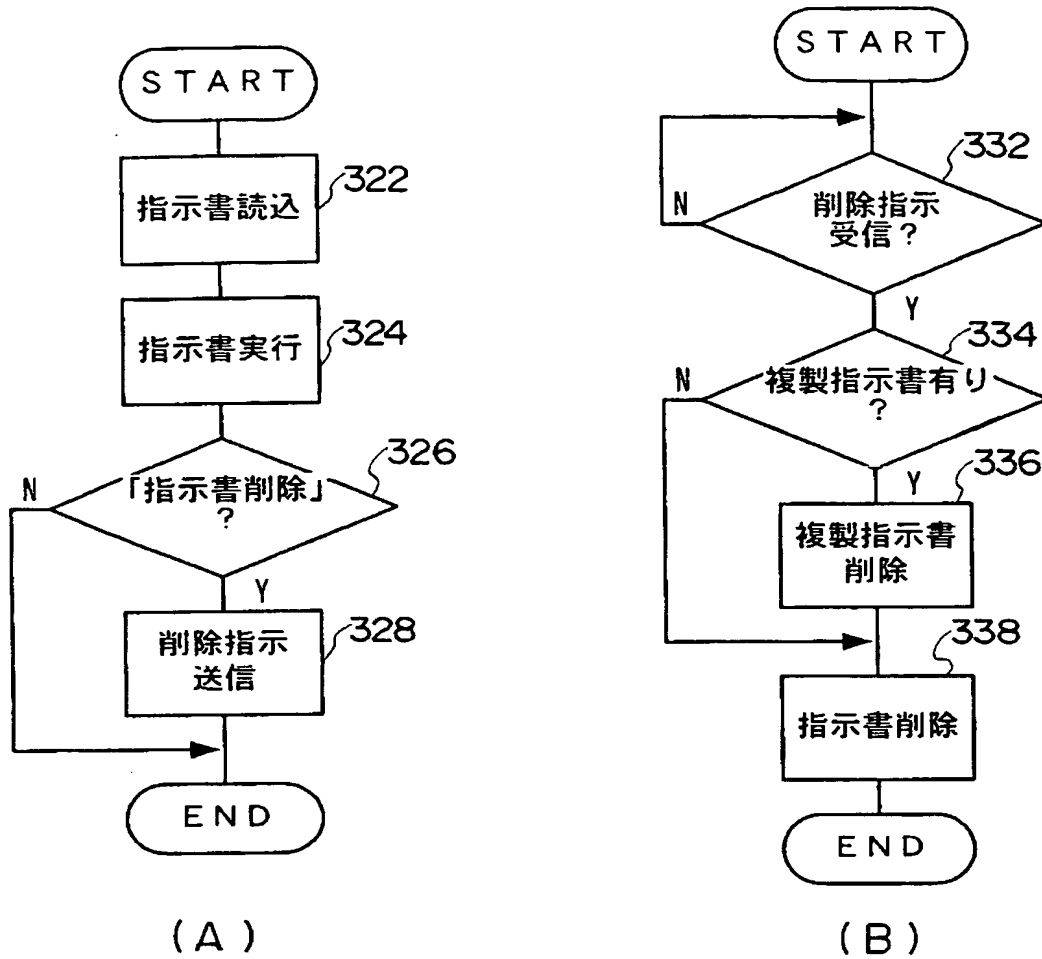 START
322
指示書読込
324
指示書実行
326
N
「指示書削除」
?
Y
328
削除指示
送信
END
(A)
START
332
N
削除指示
受信?
Y
334
N
複製指示書有り
?
Y
336
複製指示書
削除
338
指示書削除
END
(B)